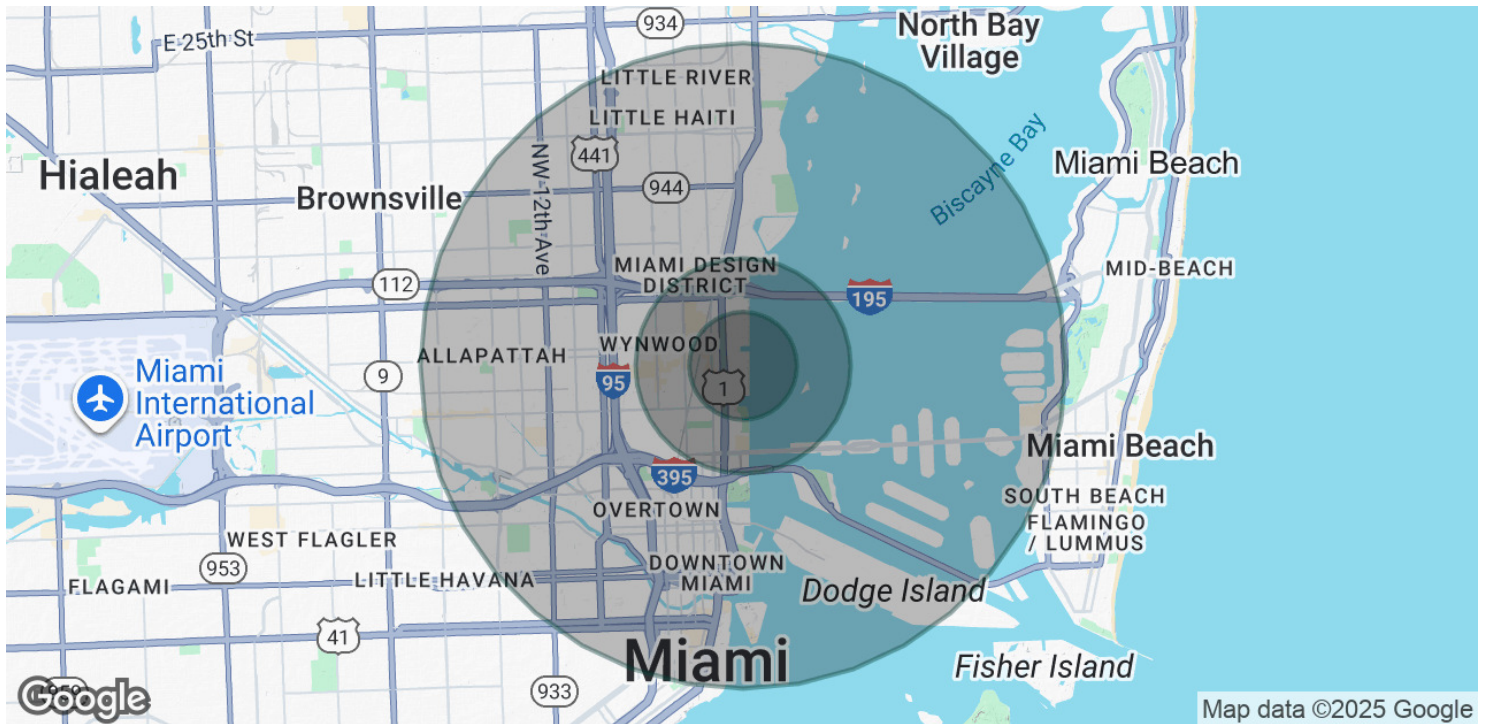 934
North Bay
Village
E 25th St
LITTLE RIVER
LITTLE HAITI
441
NW 12th Ave
Biscayne Bay
Miami Beach
Hialeah
Brownsville
944
MIAMI DESIGN
DISTRICT
MID-BEACH
112
195
WYNWOOD
ALLAPATTAH
9
95
1
Miami
International
Airport
Miami Beach
395
SOUTH BEACH
OVERTOWN
FLAMINGO
/ LUMMUS
WEST FLAGLER
953
DOWNTOWN
MIAMI
FLAGAMI
LITTLE HAVANA
Dodge Island
41
Miami
Fisher Island
933
Google
Map data ©2025 Google